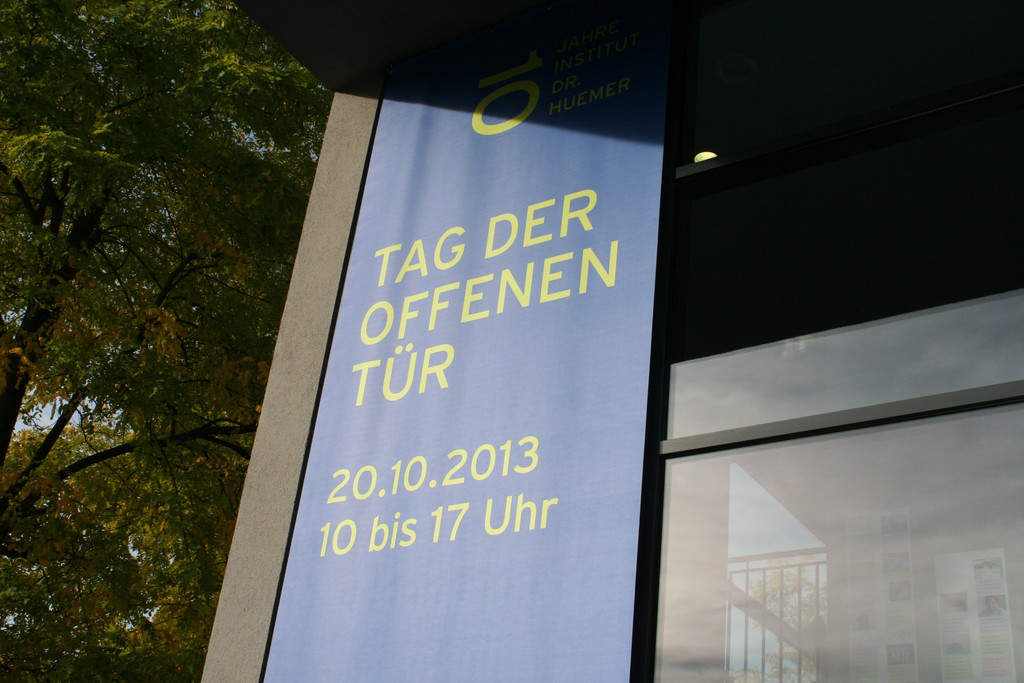 10
JAHRE
INSTITUT
DR.
HUEMER
TAG DER
OFFENEN
TÜR
20.10.2013
10 bis 17 Uhr